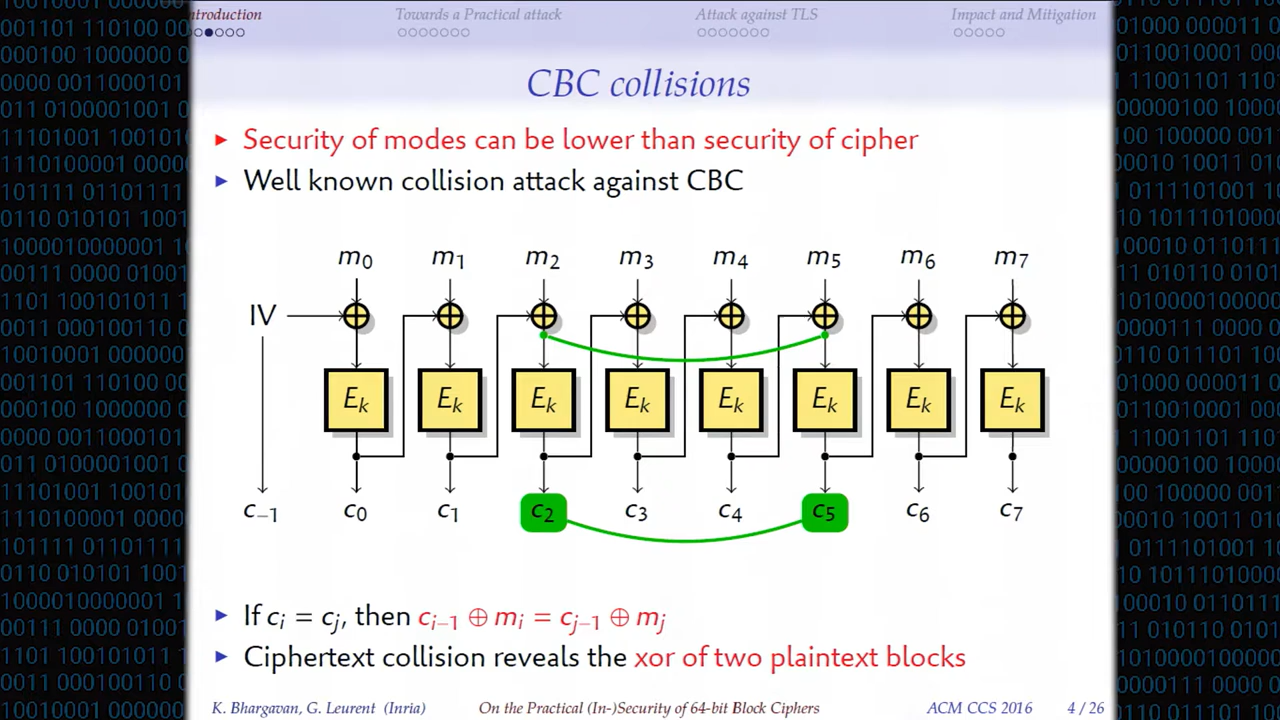 ntroduction Towards a Practical attack Attack against TLS Impact and Mitigation
CBC collisions
▶ Security of modes can be lower than security of cipher
▶ Well known collision attack against CBC
m₀ m₁ m₂ m₃ m₄ m₅ m₆ m₇
IV
Eₖ Eₖ Eₖ Eₖ Eₖ Eₖ Eₖ Eₖ
c₋₁ c₀ c₁ c₂ c₃ c₄ c₅ c₆ c₇
▶ If cᵢ = cⱼ, then cᵢ₋₁ ⊕ mᵢ = cⱼ₋₁ ⊕ mⱼ
▶ Ciphertext collision reveals the xor of two plaintext blocks
K. Bhargavan, G. Leurent (Inria) On the Practical (In-)Security of 64-bit Block Ciphers ACM CCS 2016 4 / 26